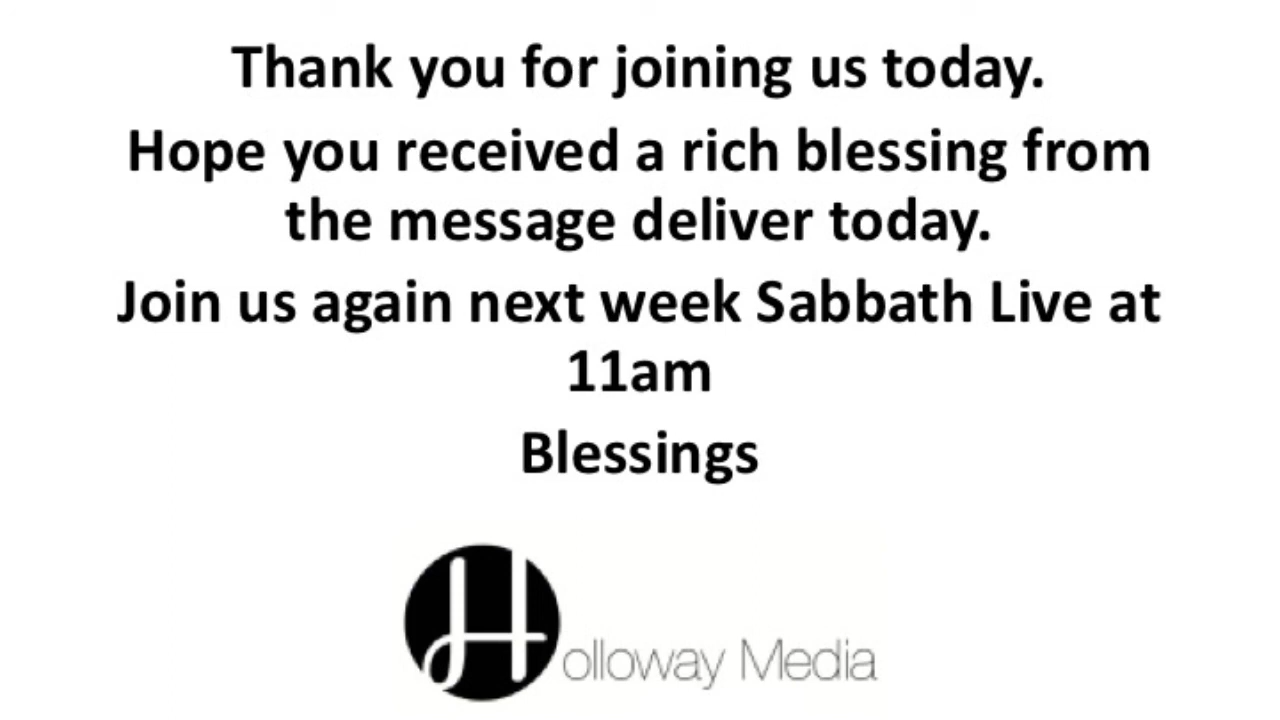 Thank you for joining us today.
Hope you received a rich blessing from
the message deliver today.
Join us again next week Sabbath Live at
11am
Blessings
Holloway Media